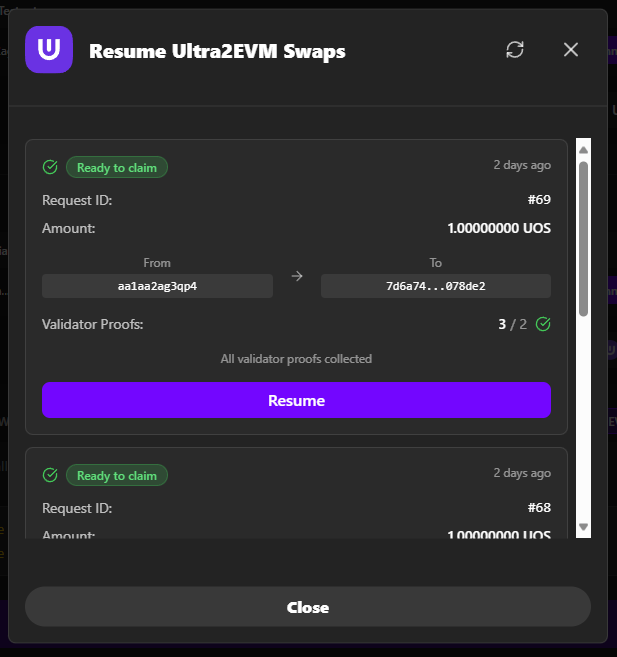 Resume Ultra2EVM Swaps
Ready to claim
2 days ago
Request ID:
#69
Amount:
1.00000000 UOS
From
To
aa1aa2ag3qp4
7d6a74...078de2
Validator Proofs:
3 / 2
All validator proofs collected
Resume
Ready to claim
2 days ago
Request ID:
#68
Amount:
1.00000000 UOS
Close